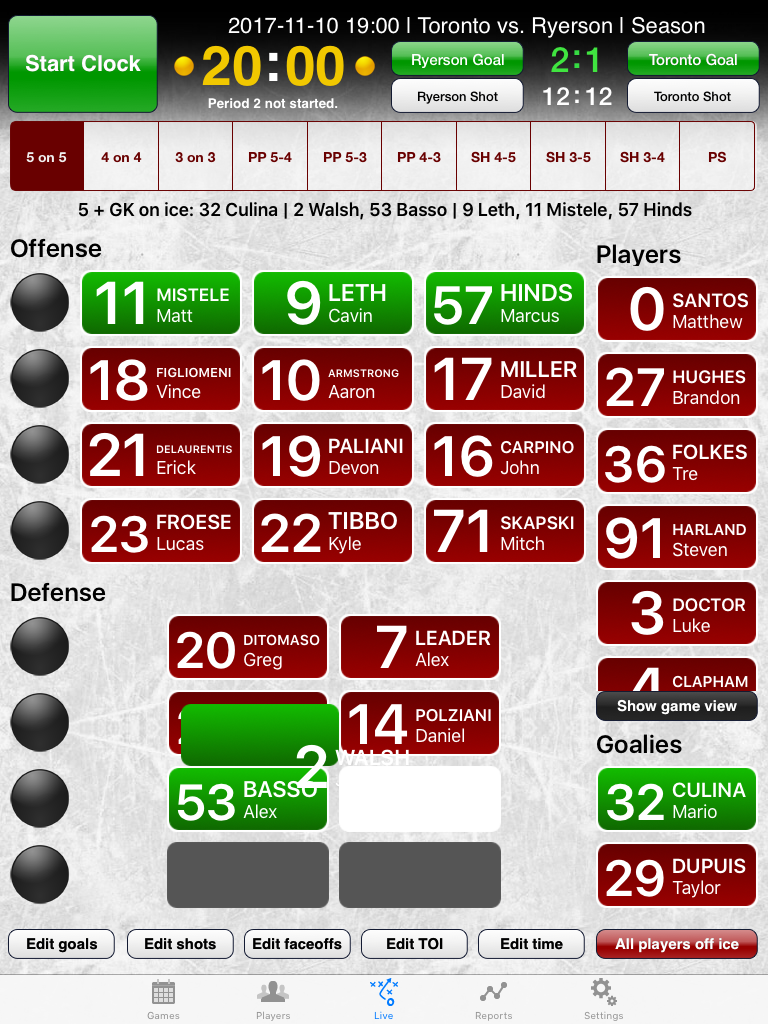 2017-11-10 19:00 | Toronto vs. Ryerson | Season
Start Clock
20:00
Period 2 not started.
Ryerson Goal
2:1
Toronto Goal
Ryerson Shot
12:12
Toronto Shot
5 on 5
4 on 4
3 on 3
PP 5-4
PP 5-3
PP 4-3
SH 4-5
SH 3-5
SH 3-4
PS
5 + GK on ice: 32 Culina | 2 Walsh, 53 Basso | 9 Leth, 11 Mistele, 57 Hinds
Offense
11 MISTELE
Matt
9 LETH
Cavin
57 HINDS
Marcus
18 FIGLIOMENI
Vince
10 ARMSTRONG
Aaron
17 MILLER
David
21 DELAURENTIS
Erick
19 PALIANI
Devon
16 CARPINO
John
23 FROESE
Lucas
22 TIBBO
Kyle
71 SKAPSKI
Mitch
Defense
20 DITOMASO
Greg
7 LEADER
Alex
14 POLZIANI
Daniel
2 WALSH
53 BASSO
Alex
Players
0 SANTOS
Matthew
27 HUGHES
Brandon
36 FOLKES
Tre
91 HARLAND
Steven
3 DOCTOR
Luke
4 CLAPHAM
Show game view
Goalies
32 CULINA
Mario
29 DUPUIS
Taylor
Edit goals
Edit shots
Edit faceoffs
Edit TOI
Edit time
All players off ice
Games
Players
Live
Reports
Settings